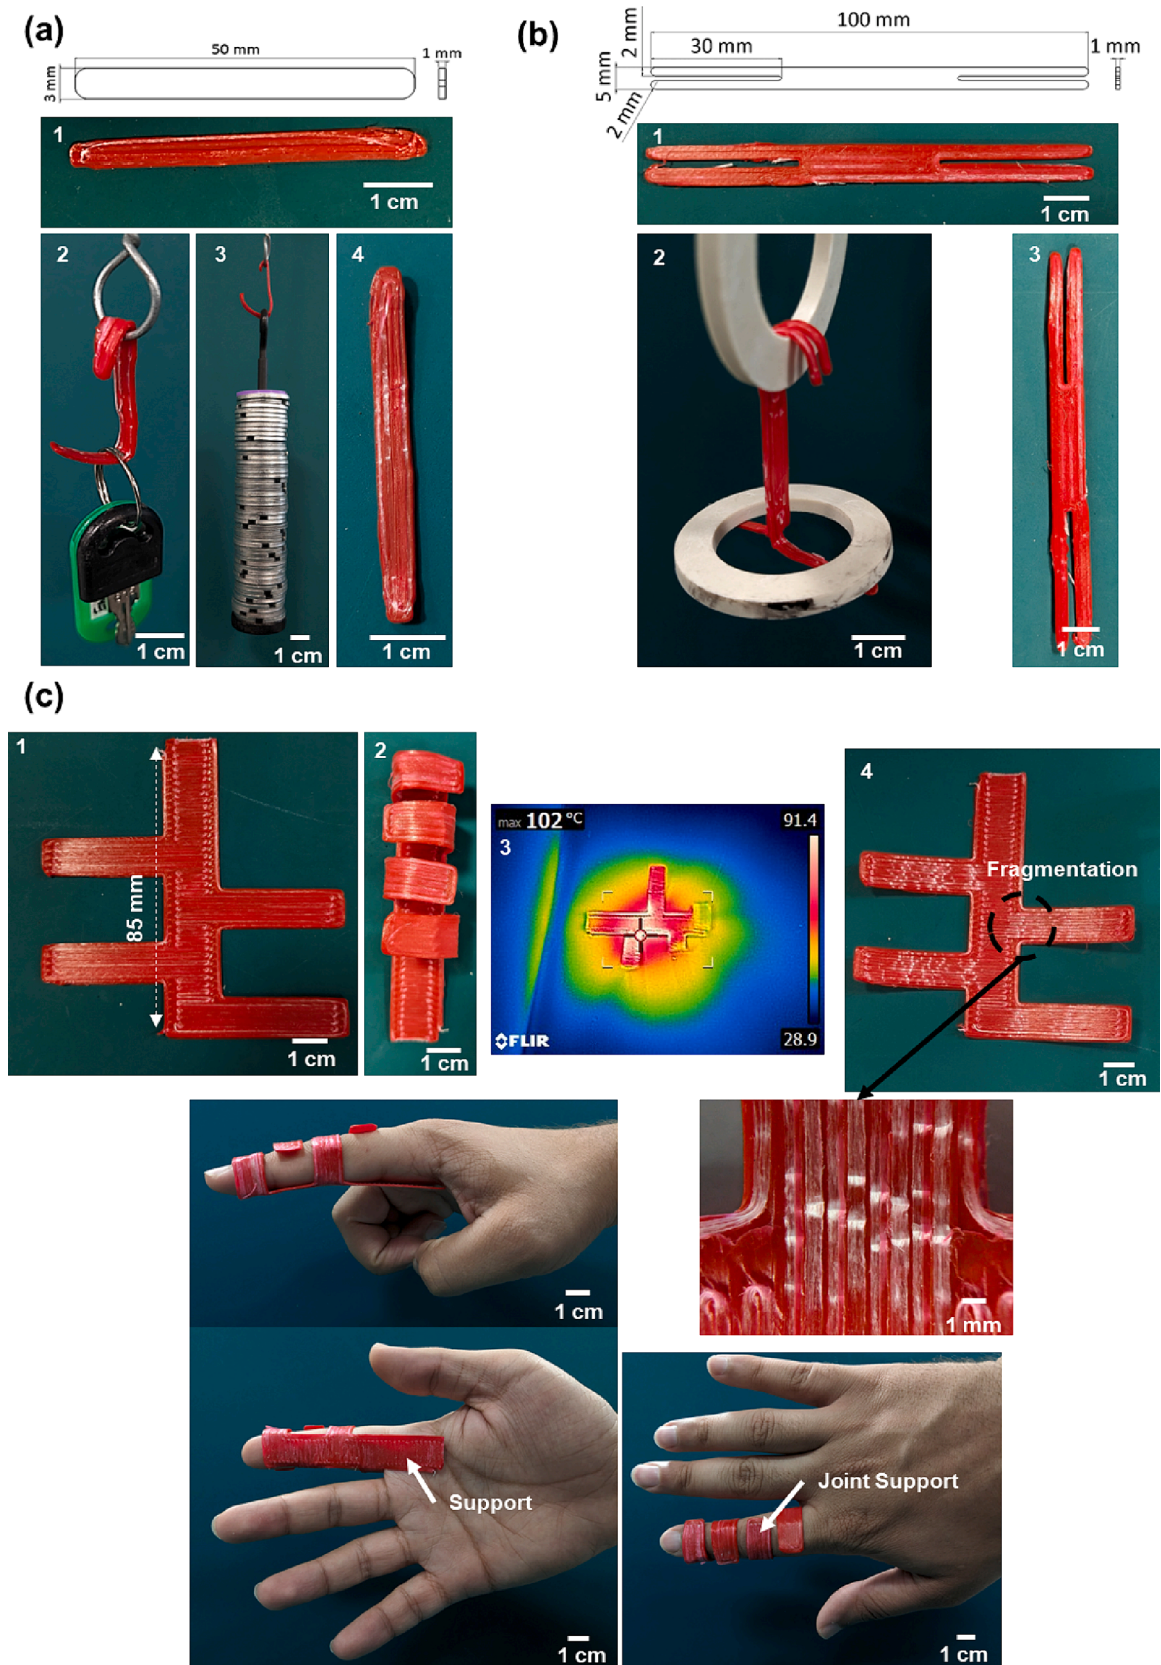 (a)
50 mm
1 mm
3 mm
1
1 cm
2
1 cm
3
1 cm
4
1 cm
(b)
100 mm
2 mm
30 mm
1 mm
5 mm
2 mm
1
1 cm
2
1 cm
3
1 cm
(c)
1
85 mm
1 cm
2
1 cm
max 102 °C
91.4
3
FLIR
28.9
4
Fragmentation
1 cm
1 cm
1 mm
Support
1 cm
Joint Support
1 cm